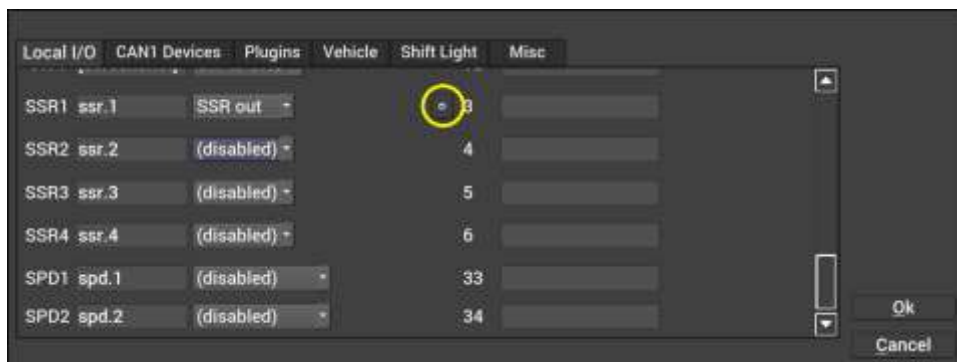 Local I/O CAN1 Devices Plugins Vehicle Shift Light Misc
SSR1 ssr.1 SSR out 3
SSR2 ssr.2 (disabled) 4
SSR3 ssr.3 (disabled) 5
SSR4 ssr.4 (disabled) 6
SPD1 spd.1 (disabled) 33
SPD2 spd.2 (disabled) 34
Ok
Cancel